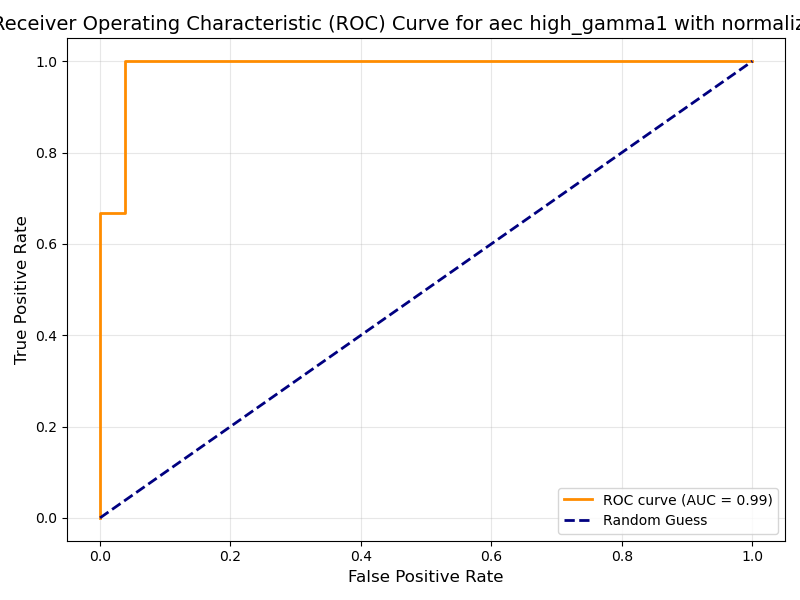 Receiver Operating Characteristic (ROC) Curve for aec high_gamma1 with normaliz
1.0
0.8
0.6
0.4
0.2
0.0
True Positive Rate
0.0 0.2 0.4 0.6 0.8 1.0
False Positive Rate
ROC curve (AUC = 0.99)
Random Guess